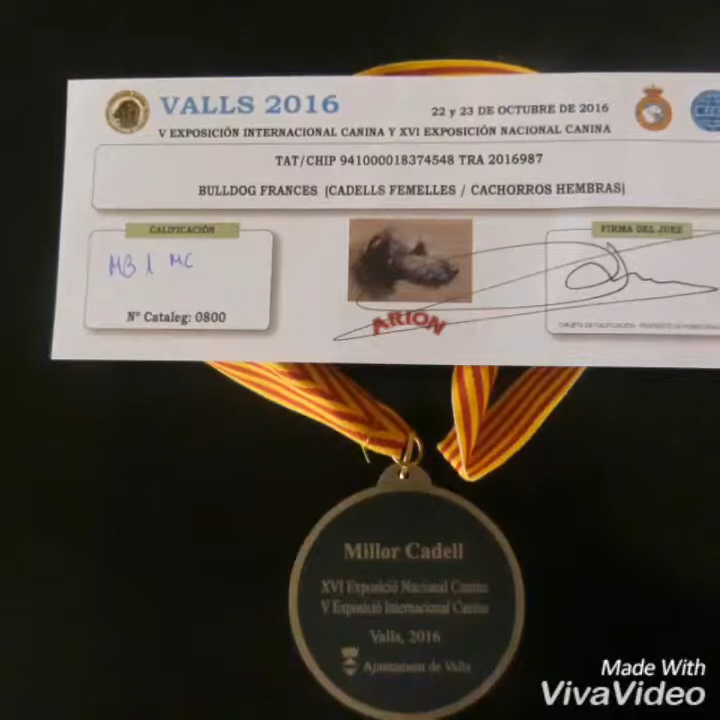 VALLS 2016
22 y 23 DE OCTUBRE DE 2016
V EXPOSICIÓN INTERNACIONAL CANINA Y XVI EXPOSICIÓN NACIONAL CANINA
TAT/CHIP 941000018374548 TRA 2016987
BULLDOG FRANCES (CADELLS FEMELLES / CACHORROS HEMBRAS)
CALIFICACIÓN
MB 1 MC
Nº Cataleg: 0800
ARION
FIRMA DEL JUEZ
Millor Cadell
XVI Exposició Nacional Canina
V Exposició Internacional Canina
Valls, 2016
Ajuntament de Valls
Made With
VivaVideo